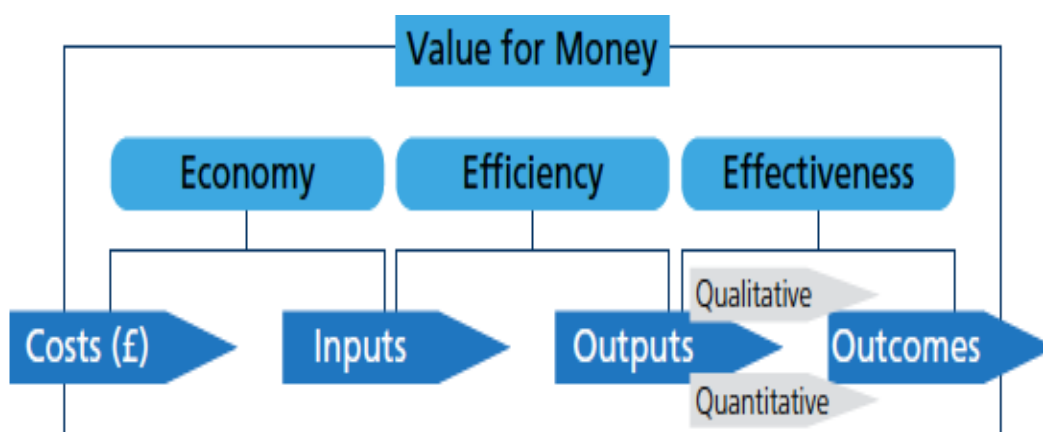 Value for Money
Economy
Efficiency
Effectiveness
Qualitative
Costs (£)
Inputs
Outputs
Outcomes
Quantitative